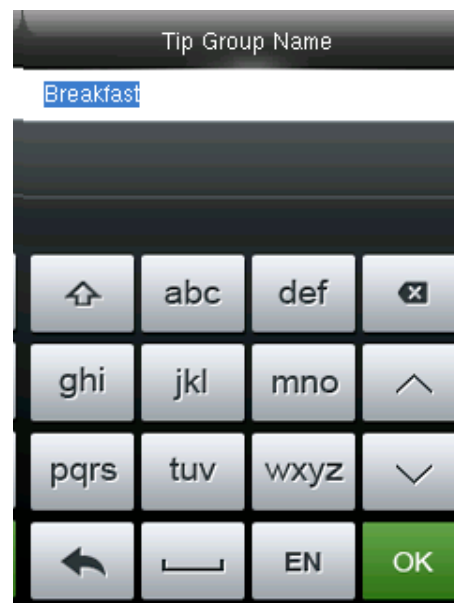 Tip Group Name
Breakfast
abc def
ghi jkl mno
pqrs tuv wxyz
EN OK